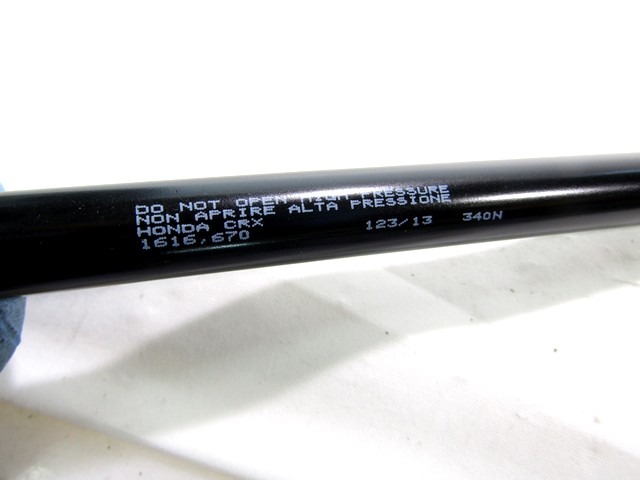 DO NOT OPEN HIGH PRESSURE
NON APRIRE ALTA PRESSIONE
HONDA CRX
1616,670 123/13 340N